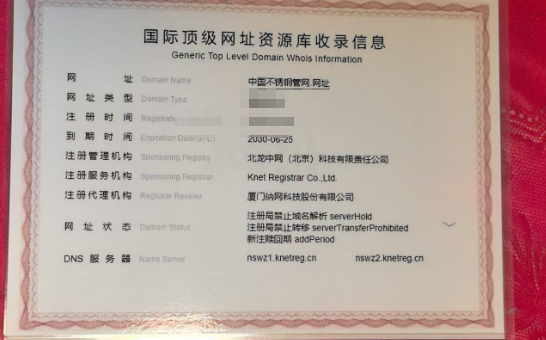 国际顶级网址资源库收录信息
Generic Top Level Domain Whois Information
网 址 Domain Name 中国不锈钢管网.网址
网址类型 Domain Type
注册时间 Registratio
到期时间 Expiration Date(UTC) 2030-06-25
注册管理机构 Sponsoring Registry 北龙中网（北京）科技有限责任公司
注册服务机构 Sponsoring Registrar Knet Registrar Co.,Ltd.
注册代理机构 Registrar Reseller 厦门纳网科技股份有限公司
注册局禁止域名解析 serverHold
网址状态 Domain Status 注册局禁止转移 serverTransferProhibited
新注赎回期 addPeriod
DNS 服务器 Name Server nswz1.knetreg.cn nswz2.knetreg.cn